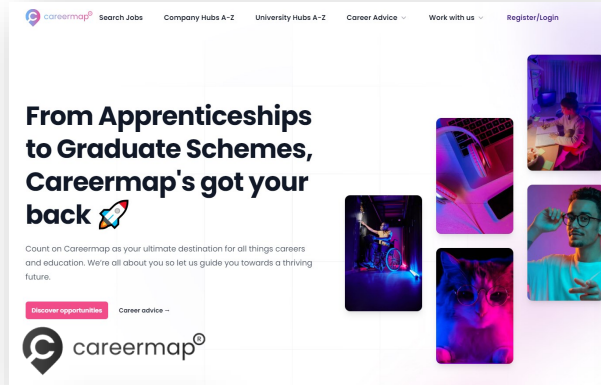 careermap®
Search Jobs Company Hubs A-Z University Hubs A-Z Career Advice Work with us Register/Login
From Apprenticeships
to Graduate Schemes,
Careermap's got your
back 🚀
Count on Careermap as your ultimate destination for all things careers
and education. We're all about you so let us guide you towards a thriving
future.
Discover opportunities Career advice →
careermap®